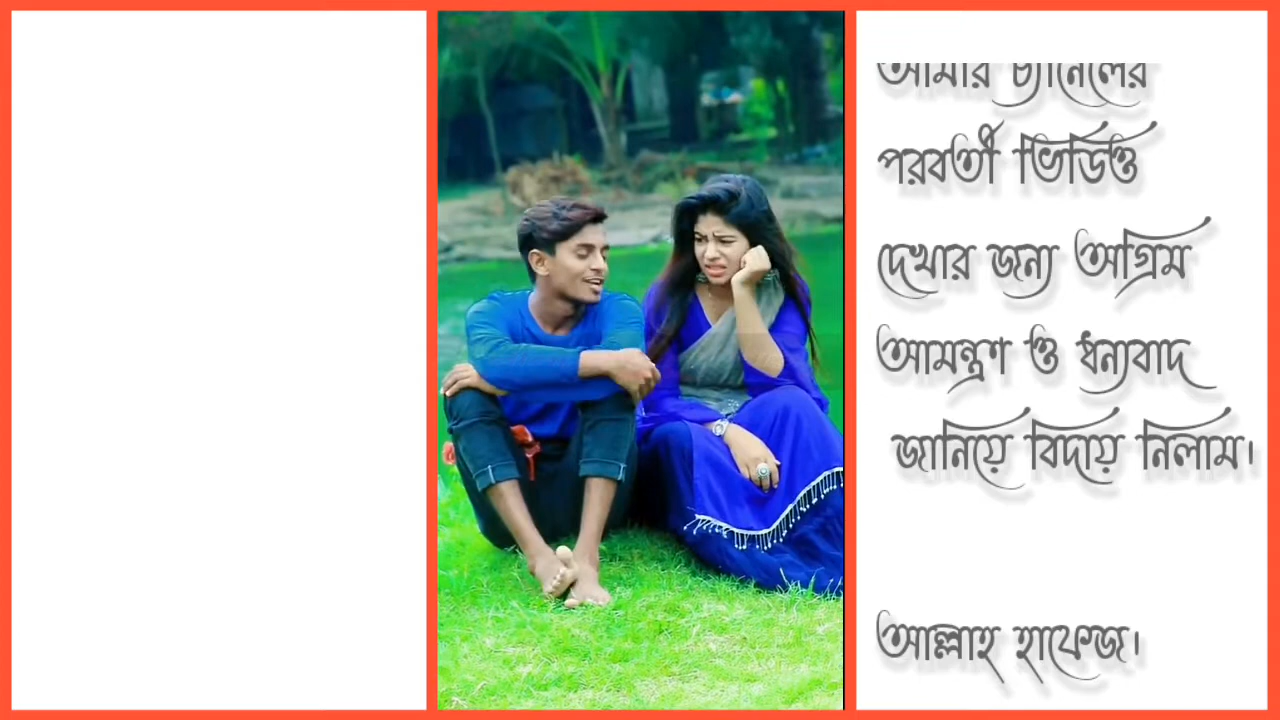 আমার চ্যানেলের
পরবর্তী ভিডিও
দেখার জন্য অগ্রিম
আমন্ত্রণ ও ধন্যবাদ
জানিয়ে বিদায় নিলাম।
আল্লাহ হাফেজ।